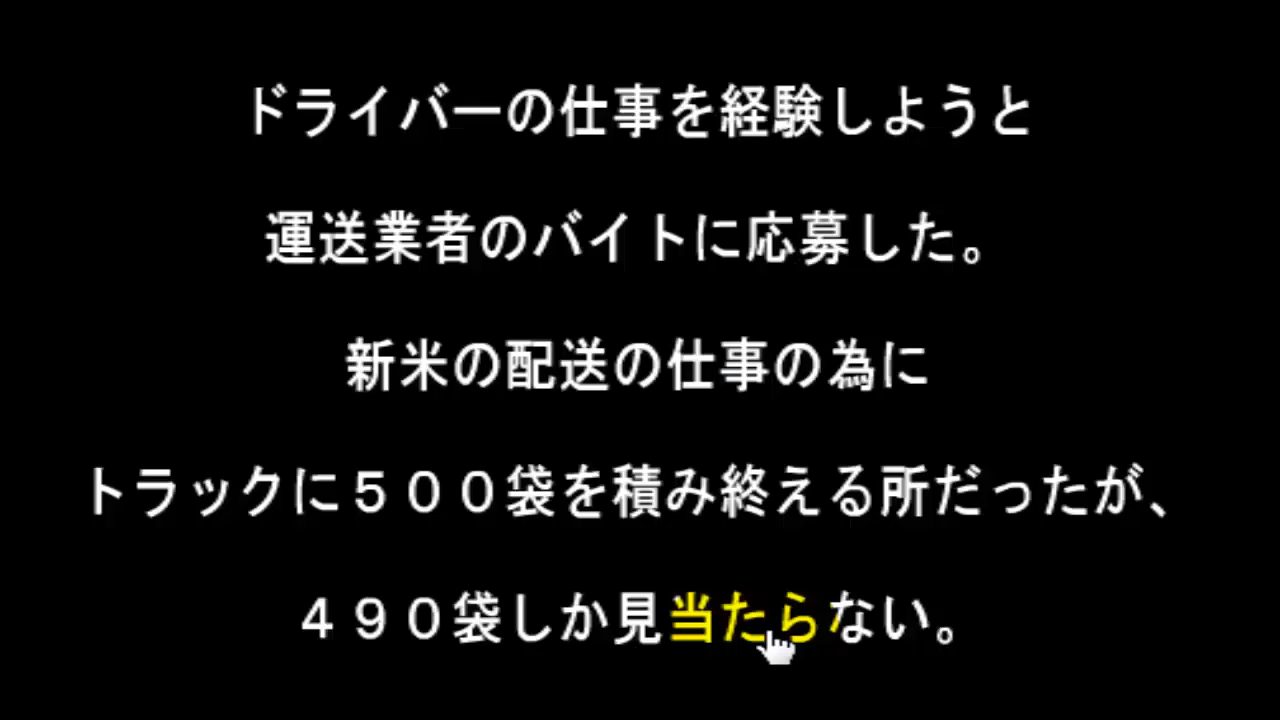 ドライバーの仕事を経験しようと
運送業者のバイトに応募した。
新米の配送の仕事の為に
トラックに５００袋を積み終える所だったが、
４９０袋しか見当たらない。